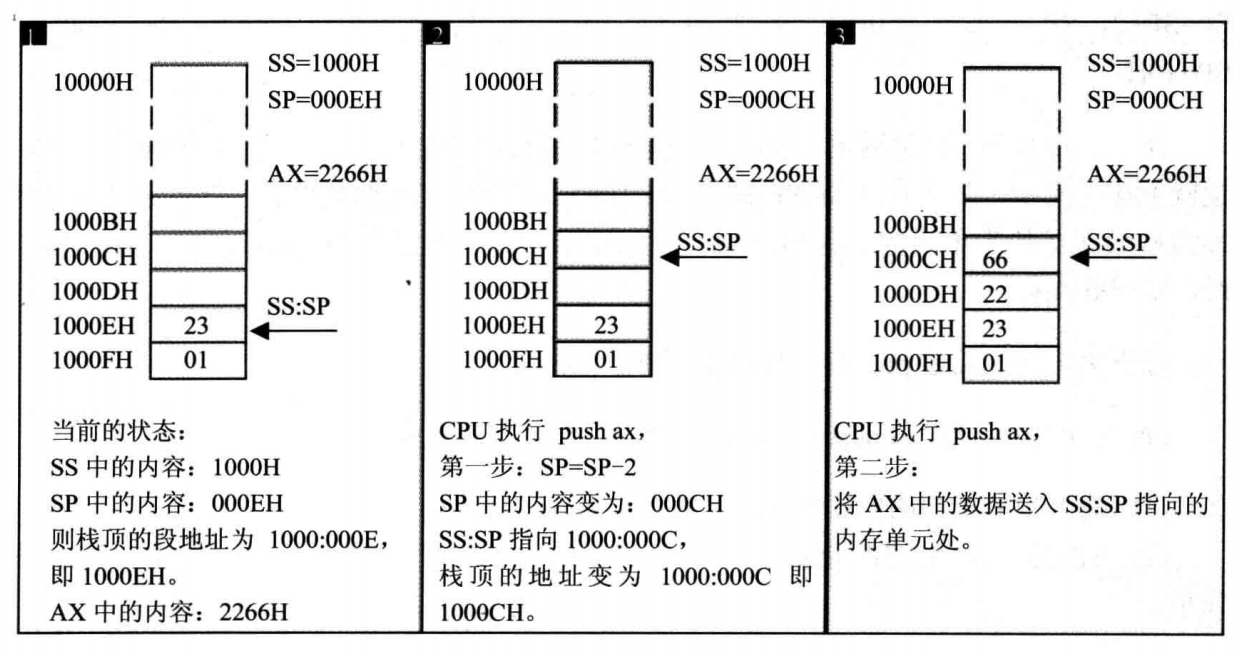 1
10000H
SS=1000H
SP=000EH
AX=2266H
1000BH
1000CH
1000DH
1000EH 23
SS:SP
1000FH 01
当前的状态：
SS 中的内容：1000H
SP 中的内容：000EH
则栈顶的段地址为 1000:000E，
即 1000EH。
AX 中的内容：2266H
2
10000H
SS=1000H
SP=000CH
AX=2266H
1000BH
1000CH
SS:SP
1000DH
1000EH 23
1000FH 01
CPU 执行 push ax，
第一步：SP=SP-2
SP 中的内容变为：000CH
SS:SP 指向 1000:000C，
栈顶的地址变为 1000:000C 即
1000CH。
3
10000H
SS=1000H
SP=000CH
AX=2266H
1000BH
1000CH 66
SS:SP
1000DH 22
1000EH 23
1000FH 01
CPU 执行 push ax，
第二步：
将 AX 中的数据送入 SS:SP 指向的
内存单元处。